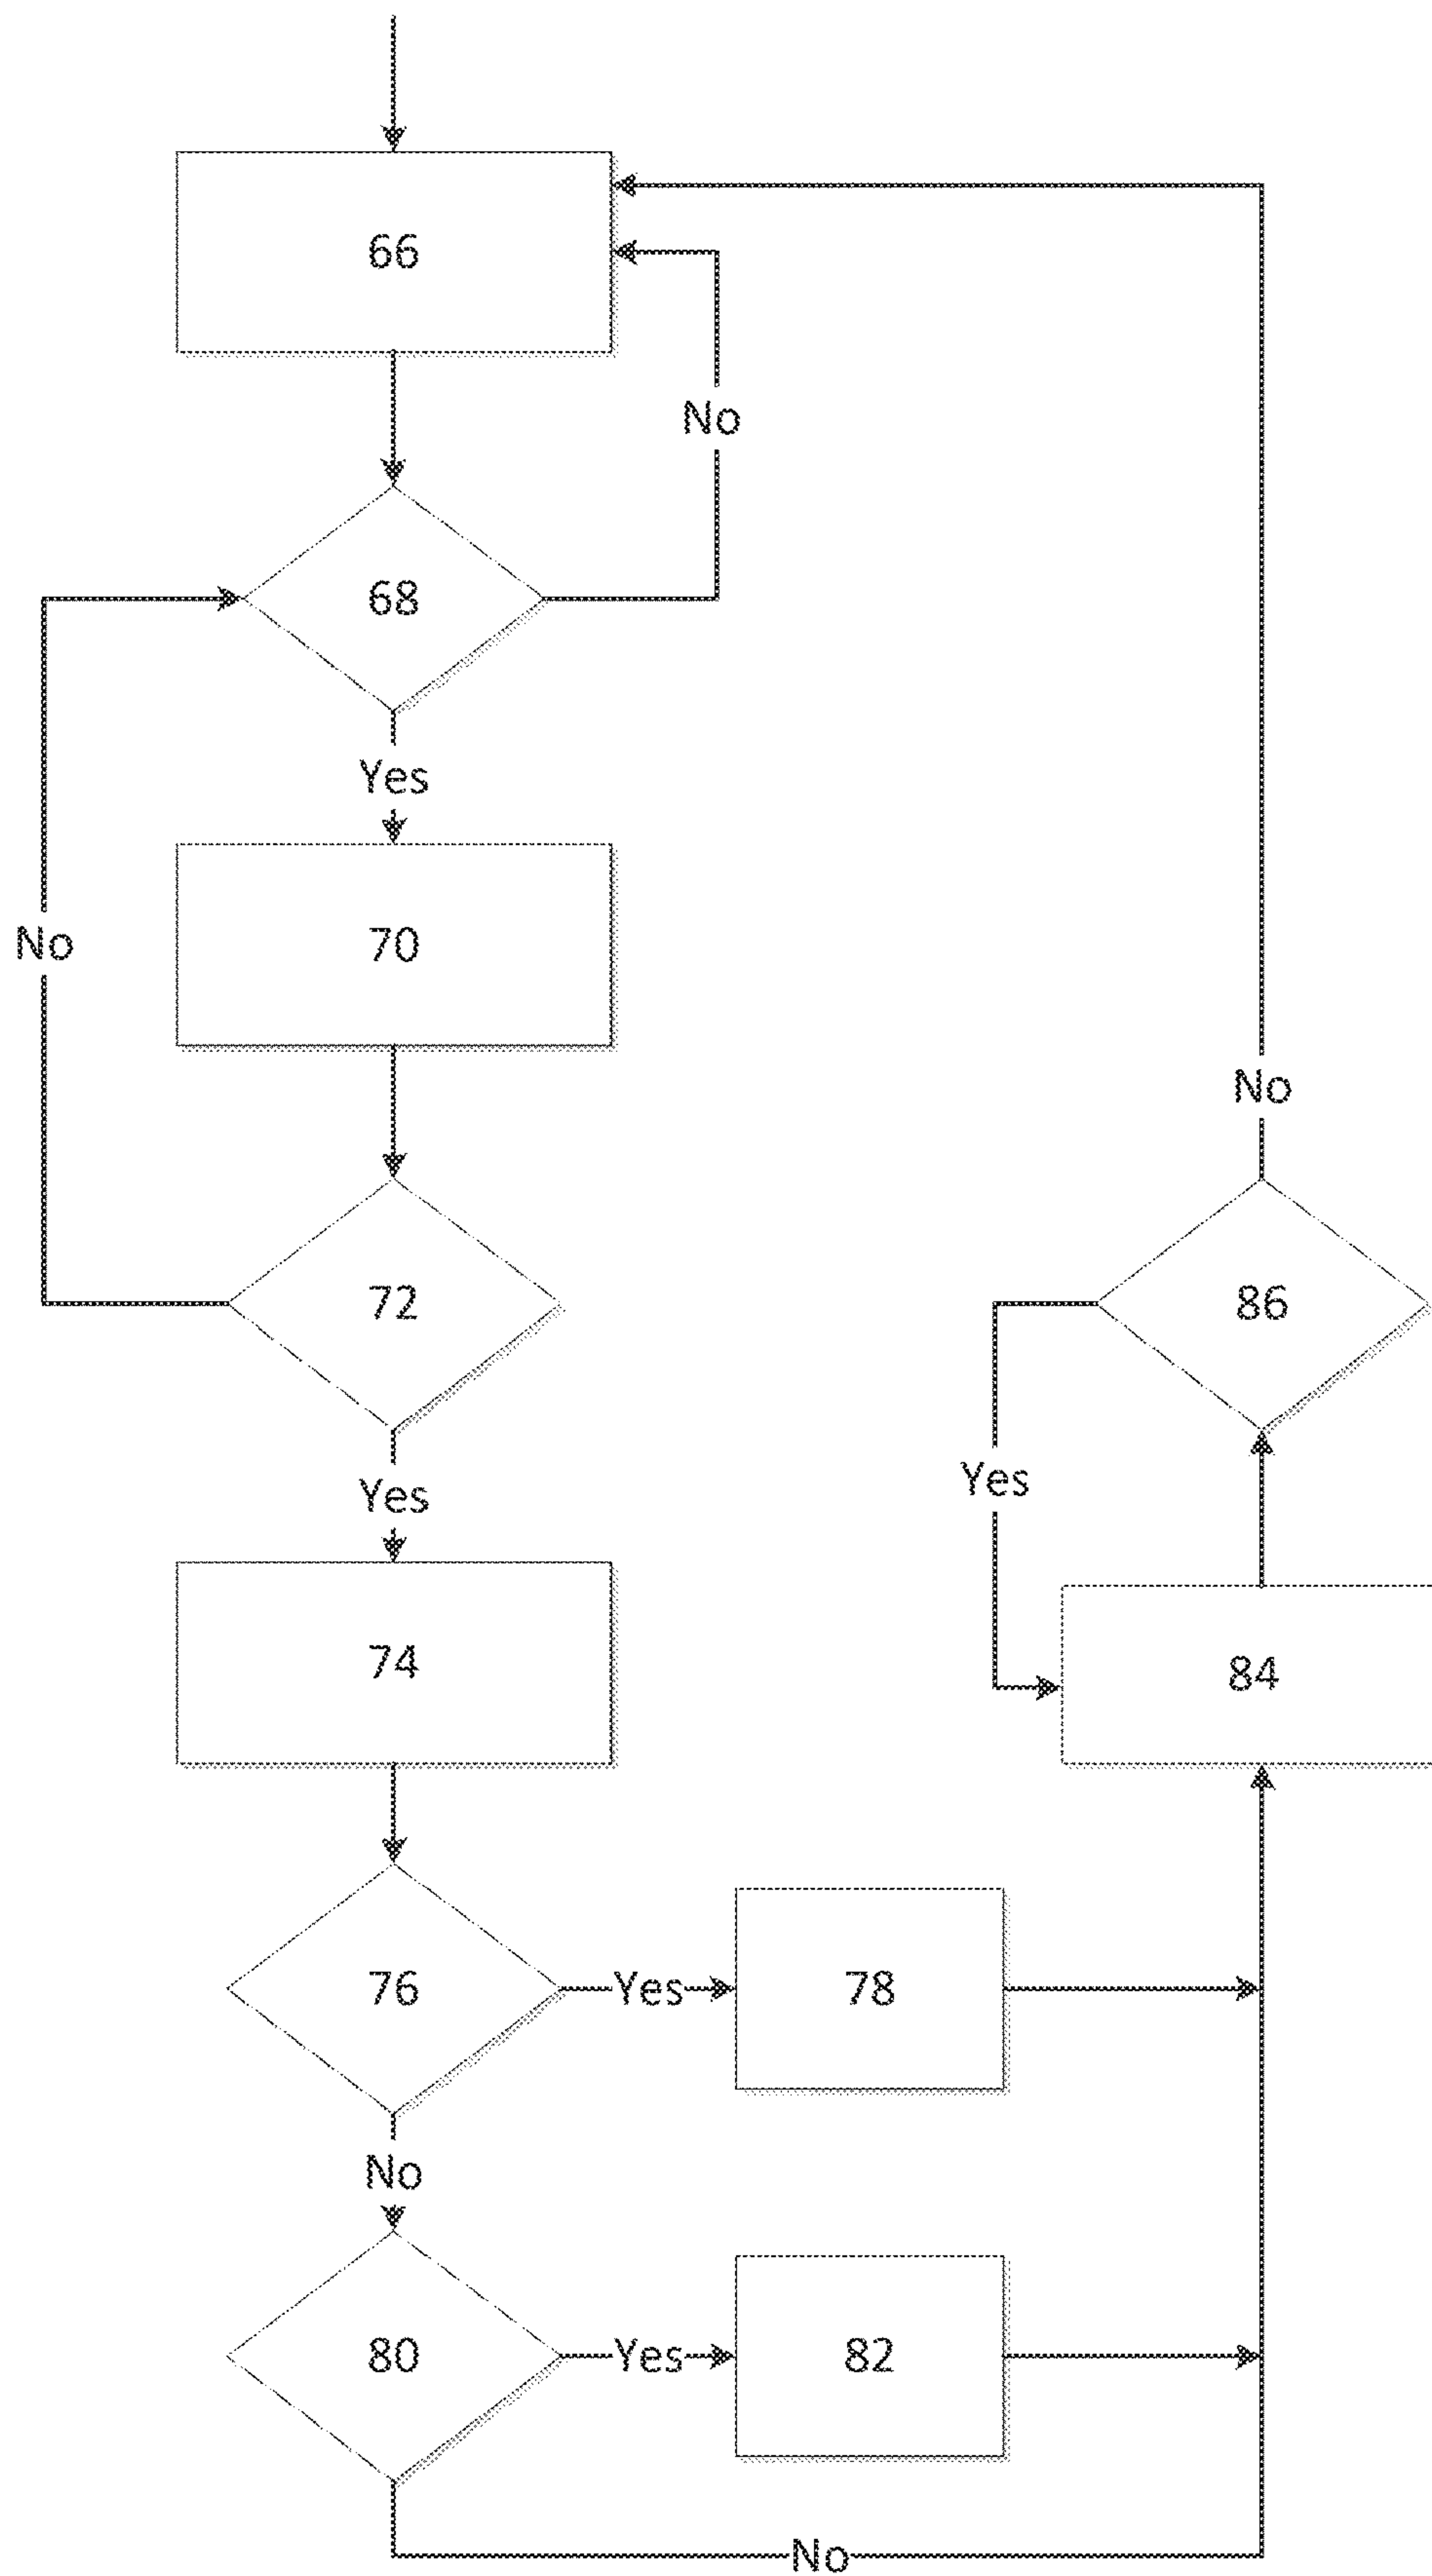 66
No
68
Yes
70
No
No
72
86
Yes
Yes
74
84
76
Yes
78
No
80
Yes
82
No